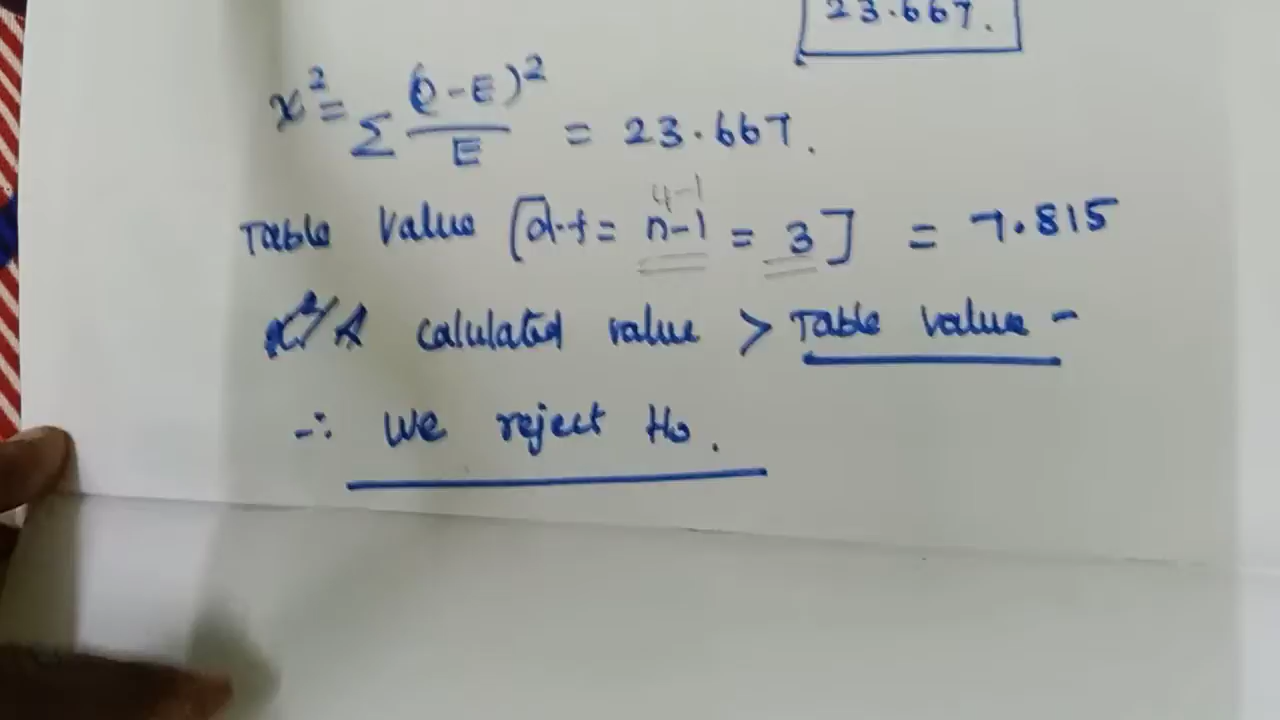 23.667.
x² = Σ (O-E)²/E = 23.667.
4-1
Table Value [d.f = n-1 = 3] = 7.815
calulated value > Table value -
∴ We reject H₀.